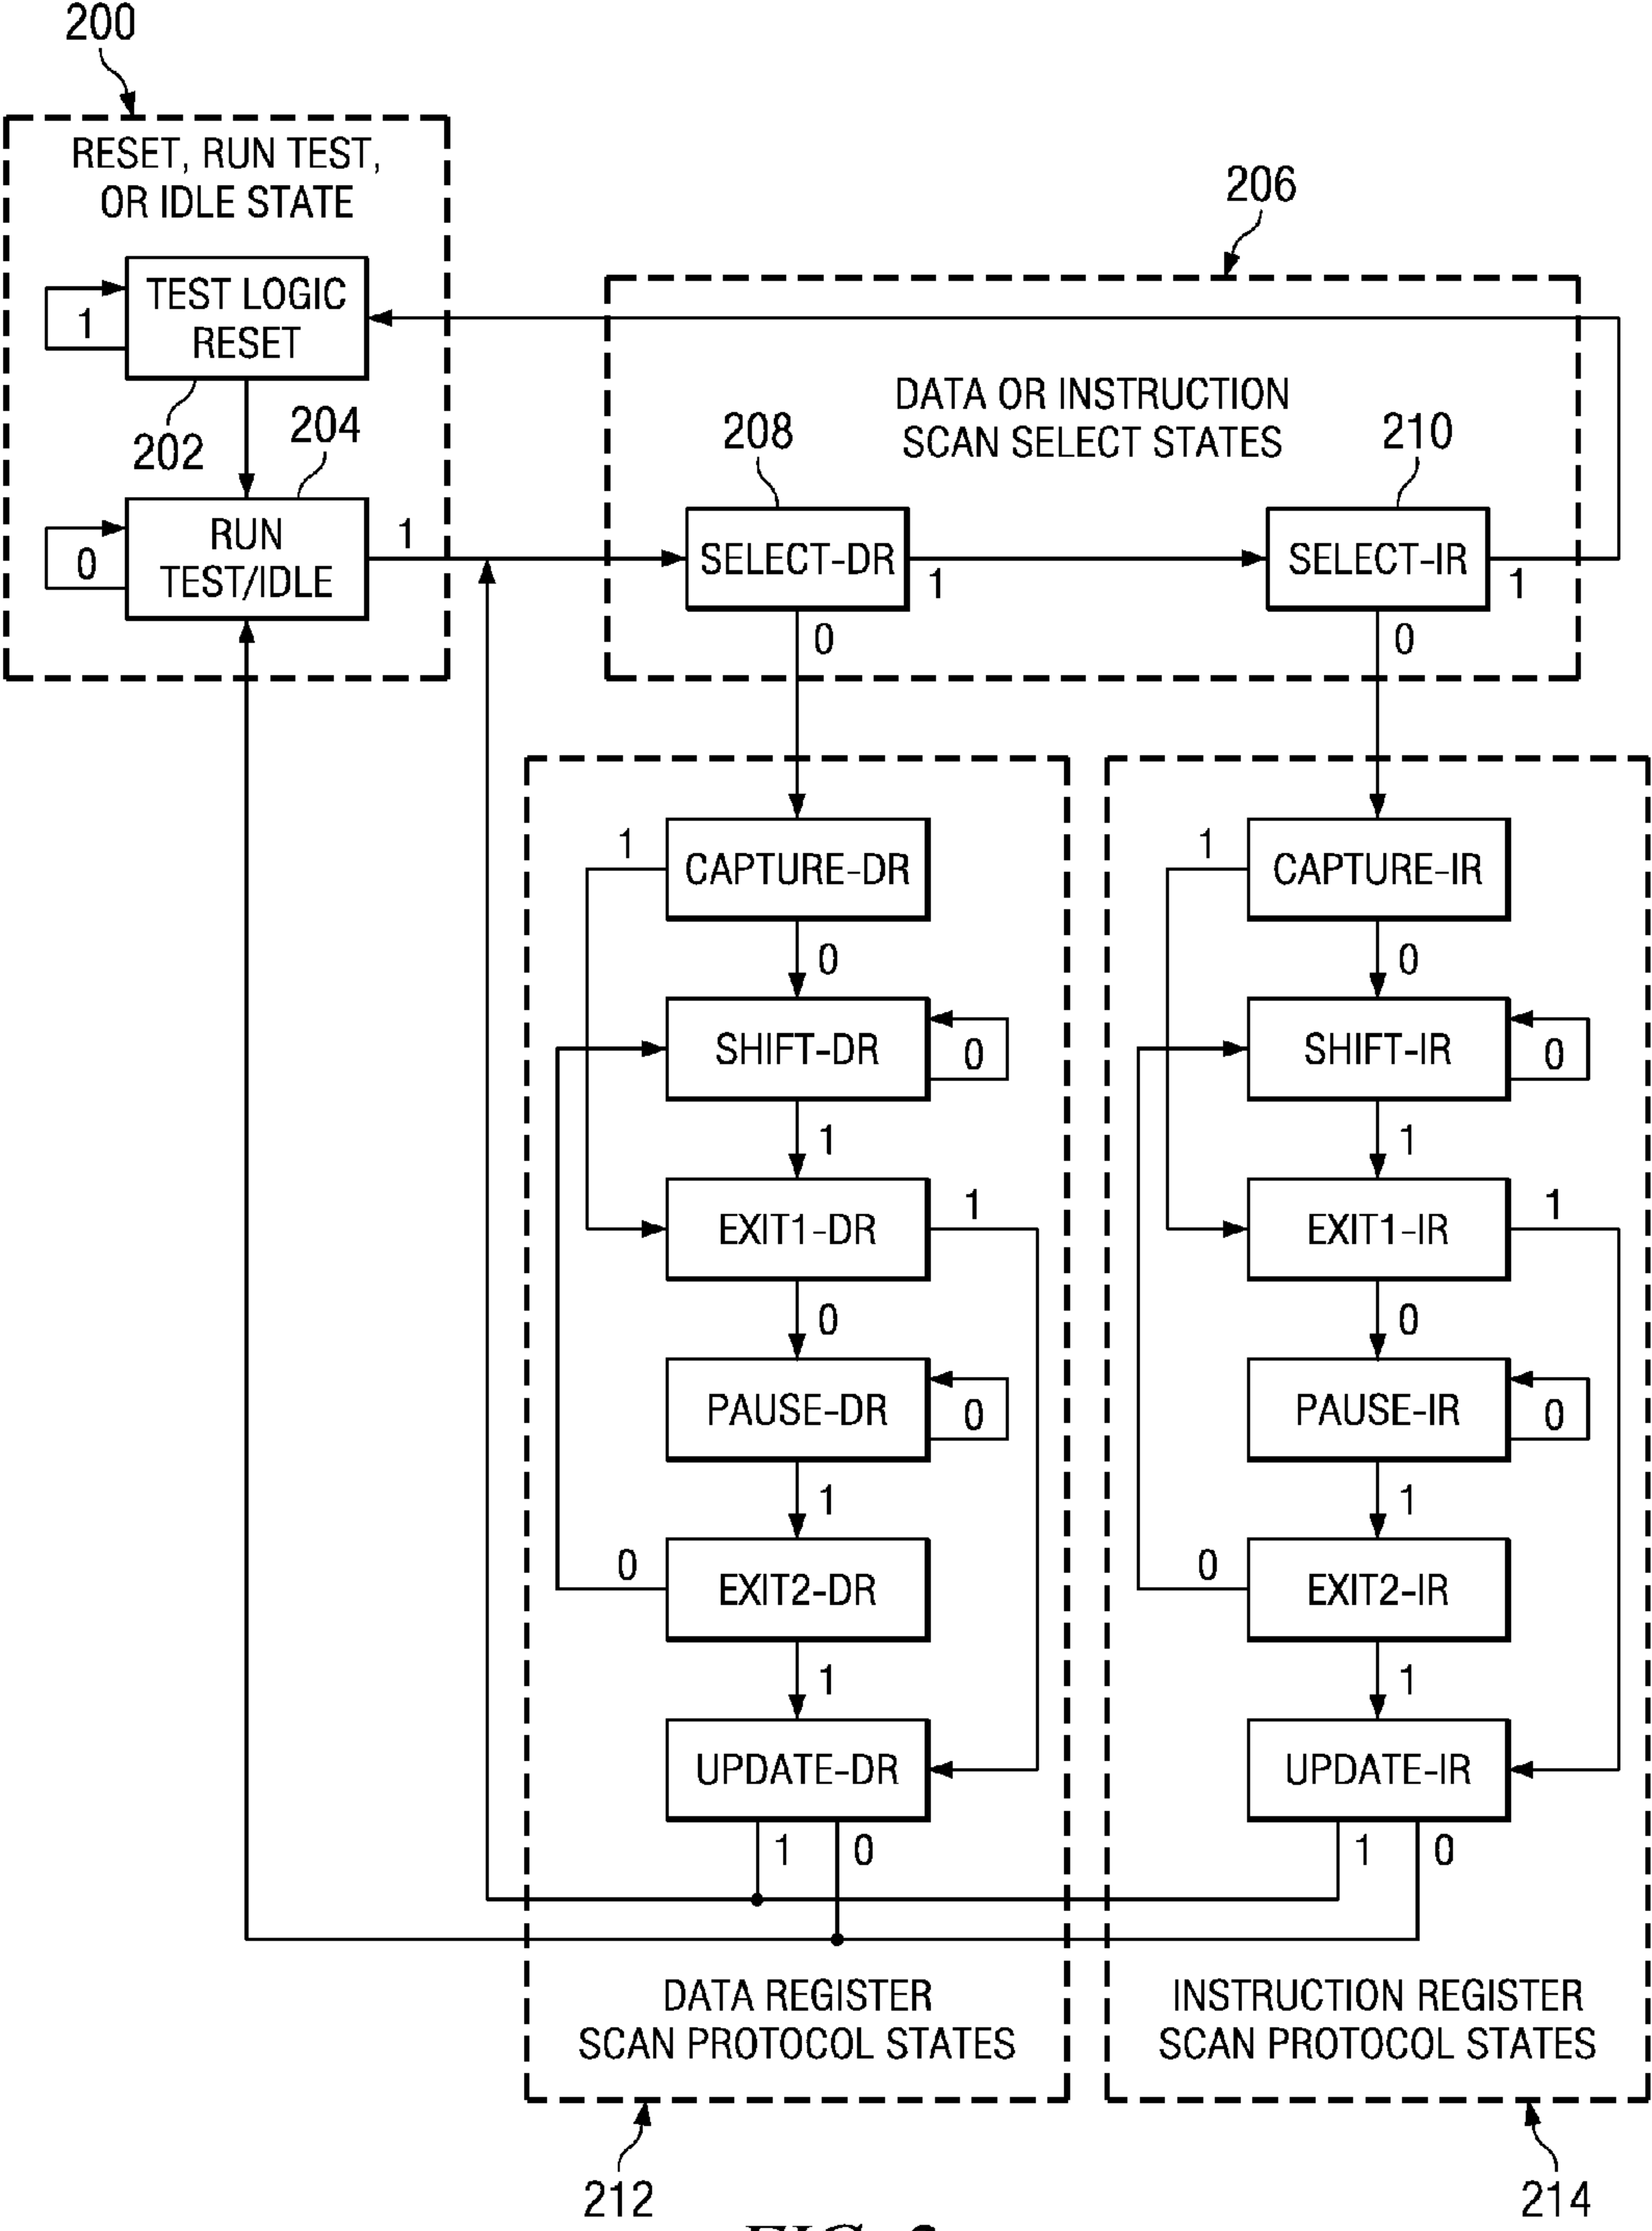 200
RESET, RUN TEST,
OR IDLE STATE
206
TEST LOGIC
RESET
1
202
204
DATA OR INSTRUCTION
SCAN SELECT STATES
208
210
RUN
TEST/IDLE
0
1
SELECT-DR
1
SELECT-IR
1
0
0
1
CAPTURE-DR
0
SHIFT-DR
0
1
EXIT1-DR
1
0
PAUSE-DR
0
1
EXIT2-DR
0
1
UPDATE-DR
1
0
DATA REGISTER
SCAN PROTOCOL STATES
212
1
CAPTURE-IR
0
SHIFT-IR
0
1
EXIT1-IR
1
0
PAUSE-IR
0
1
EXIT2-IR
0
1
UPDATE-IR
1
0
INSTRUCTION REGISTER
SCAN PROTOCOL STATES
214